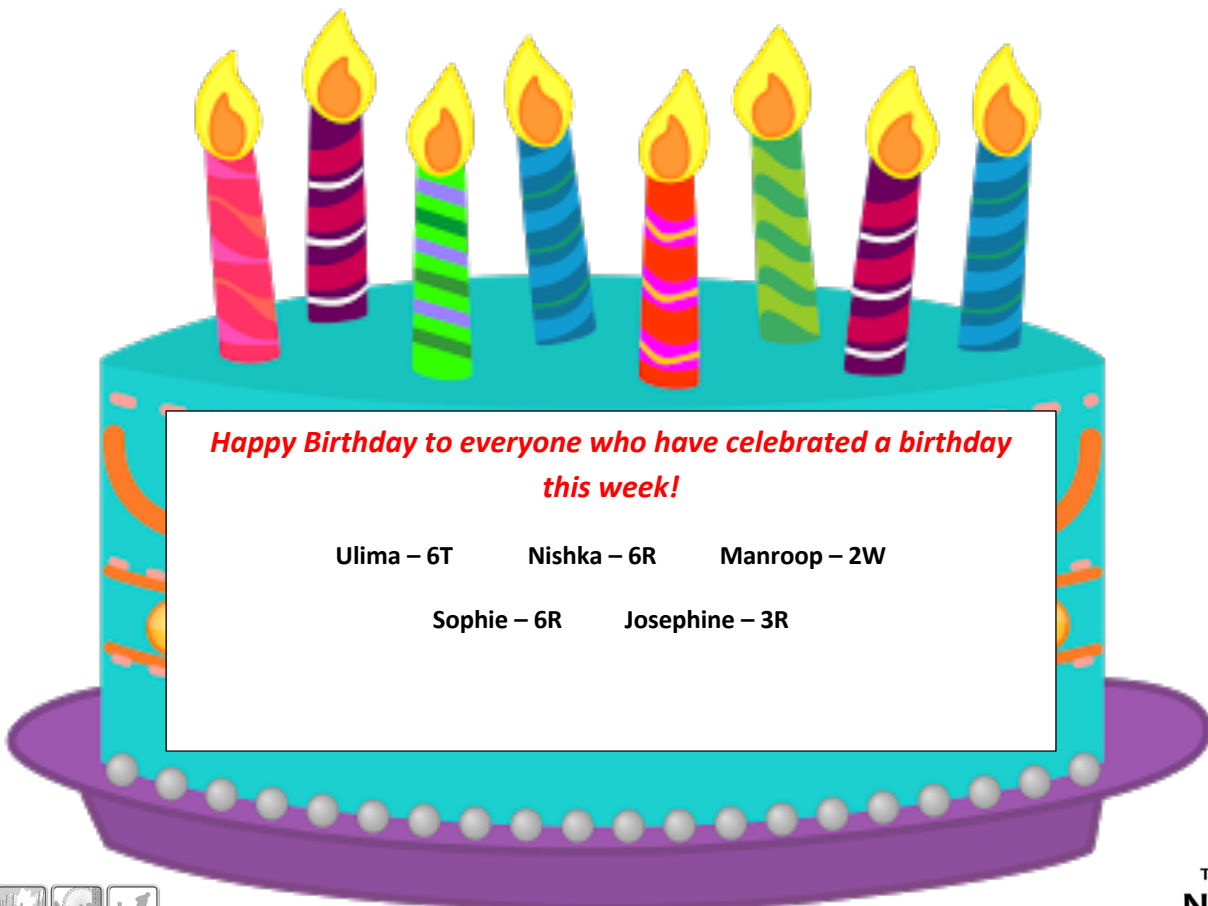 Happy Birthday to everyone who have celebrated a birthday
this week!
Ulima – 6T Nishka – 6R Manroop – 2W
Sophie – 6R Josephine – 3R